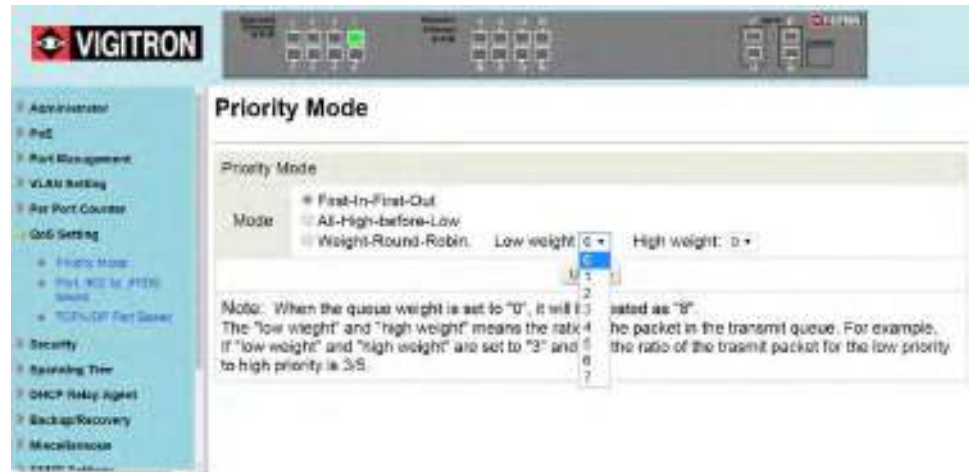 VIGITRON
Administrator
PoE
Port Management
VLAN Setting
Per Port Counter
QoS Setting
Priority Mode
Security
Spanning Tree
DHCP Relay Agent
Backup/Recovery
Miscellaneous
Priority Mode
Priority Mode
Mode
First-In-First-Out
All-High-before-Low
Weight-Round-Robin. Low weight: 0 High weight: 0
0
1
2
3
4
5
6
7
Note: When the queue weight is set to "0", it will eated as "8".
The "low wieght" and "high weight" means the rati he packet in the transmit queue. For example,
If "low weight" and "high weight" are set to "3" and the ratio of the trasmit packet for the low priority
to high priority is 3/5.